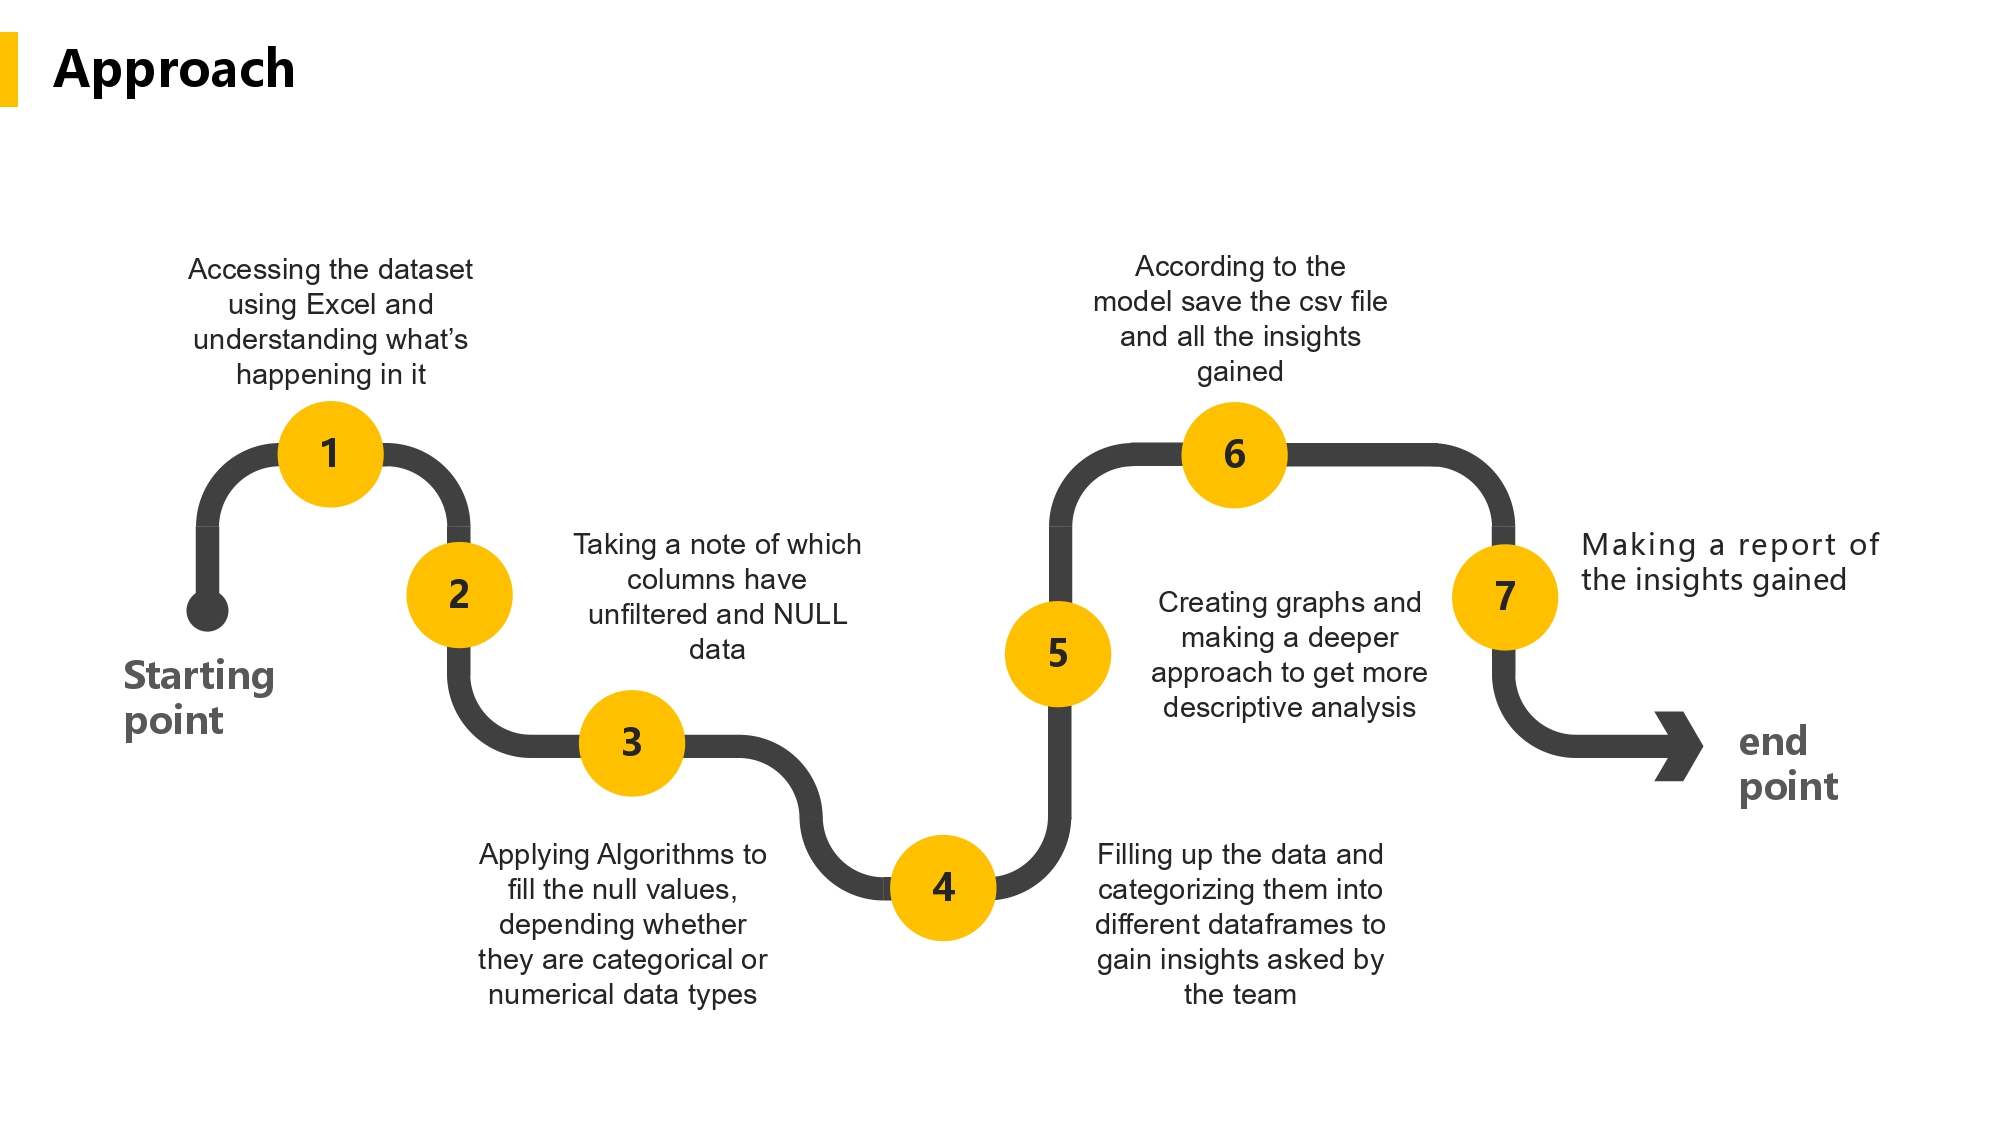 Approach
Accessing the dataset
using Excel and
understanding what’s
happening in it
1
2
Taking a note of which
columns have
unfiltered and NULL
data
3
Applying Algorithms to
fill the null values,
depending whether
they are categorical or
numerical data types
4
Filling up the data and
categorizing them into
different dataframes to
gain insights asked by
the team
5
Creating graphs and
making a deeper
approach to get more
descriptive analysis
According to the
model save the csv file
and all the insights
gained
6
7
Making a report of
the insights gained
Starting
point
end
point